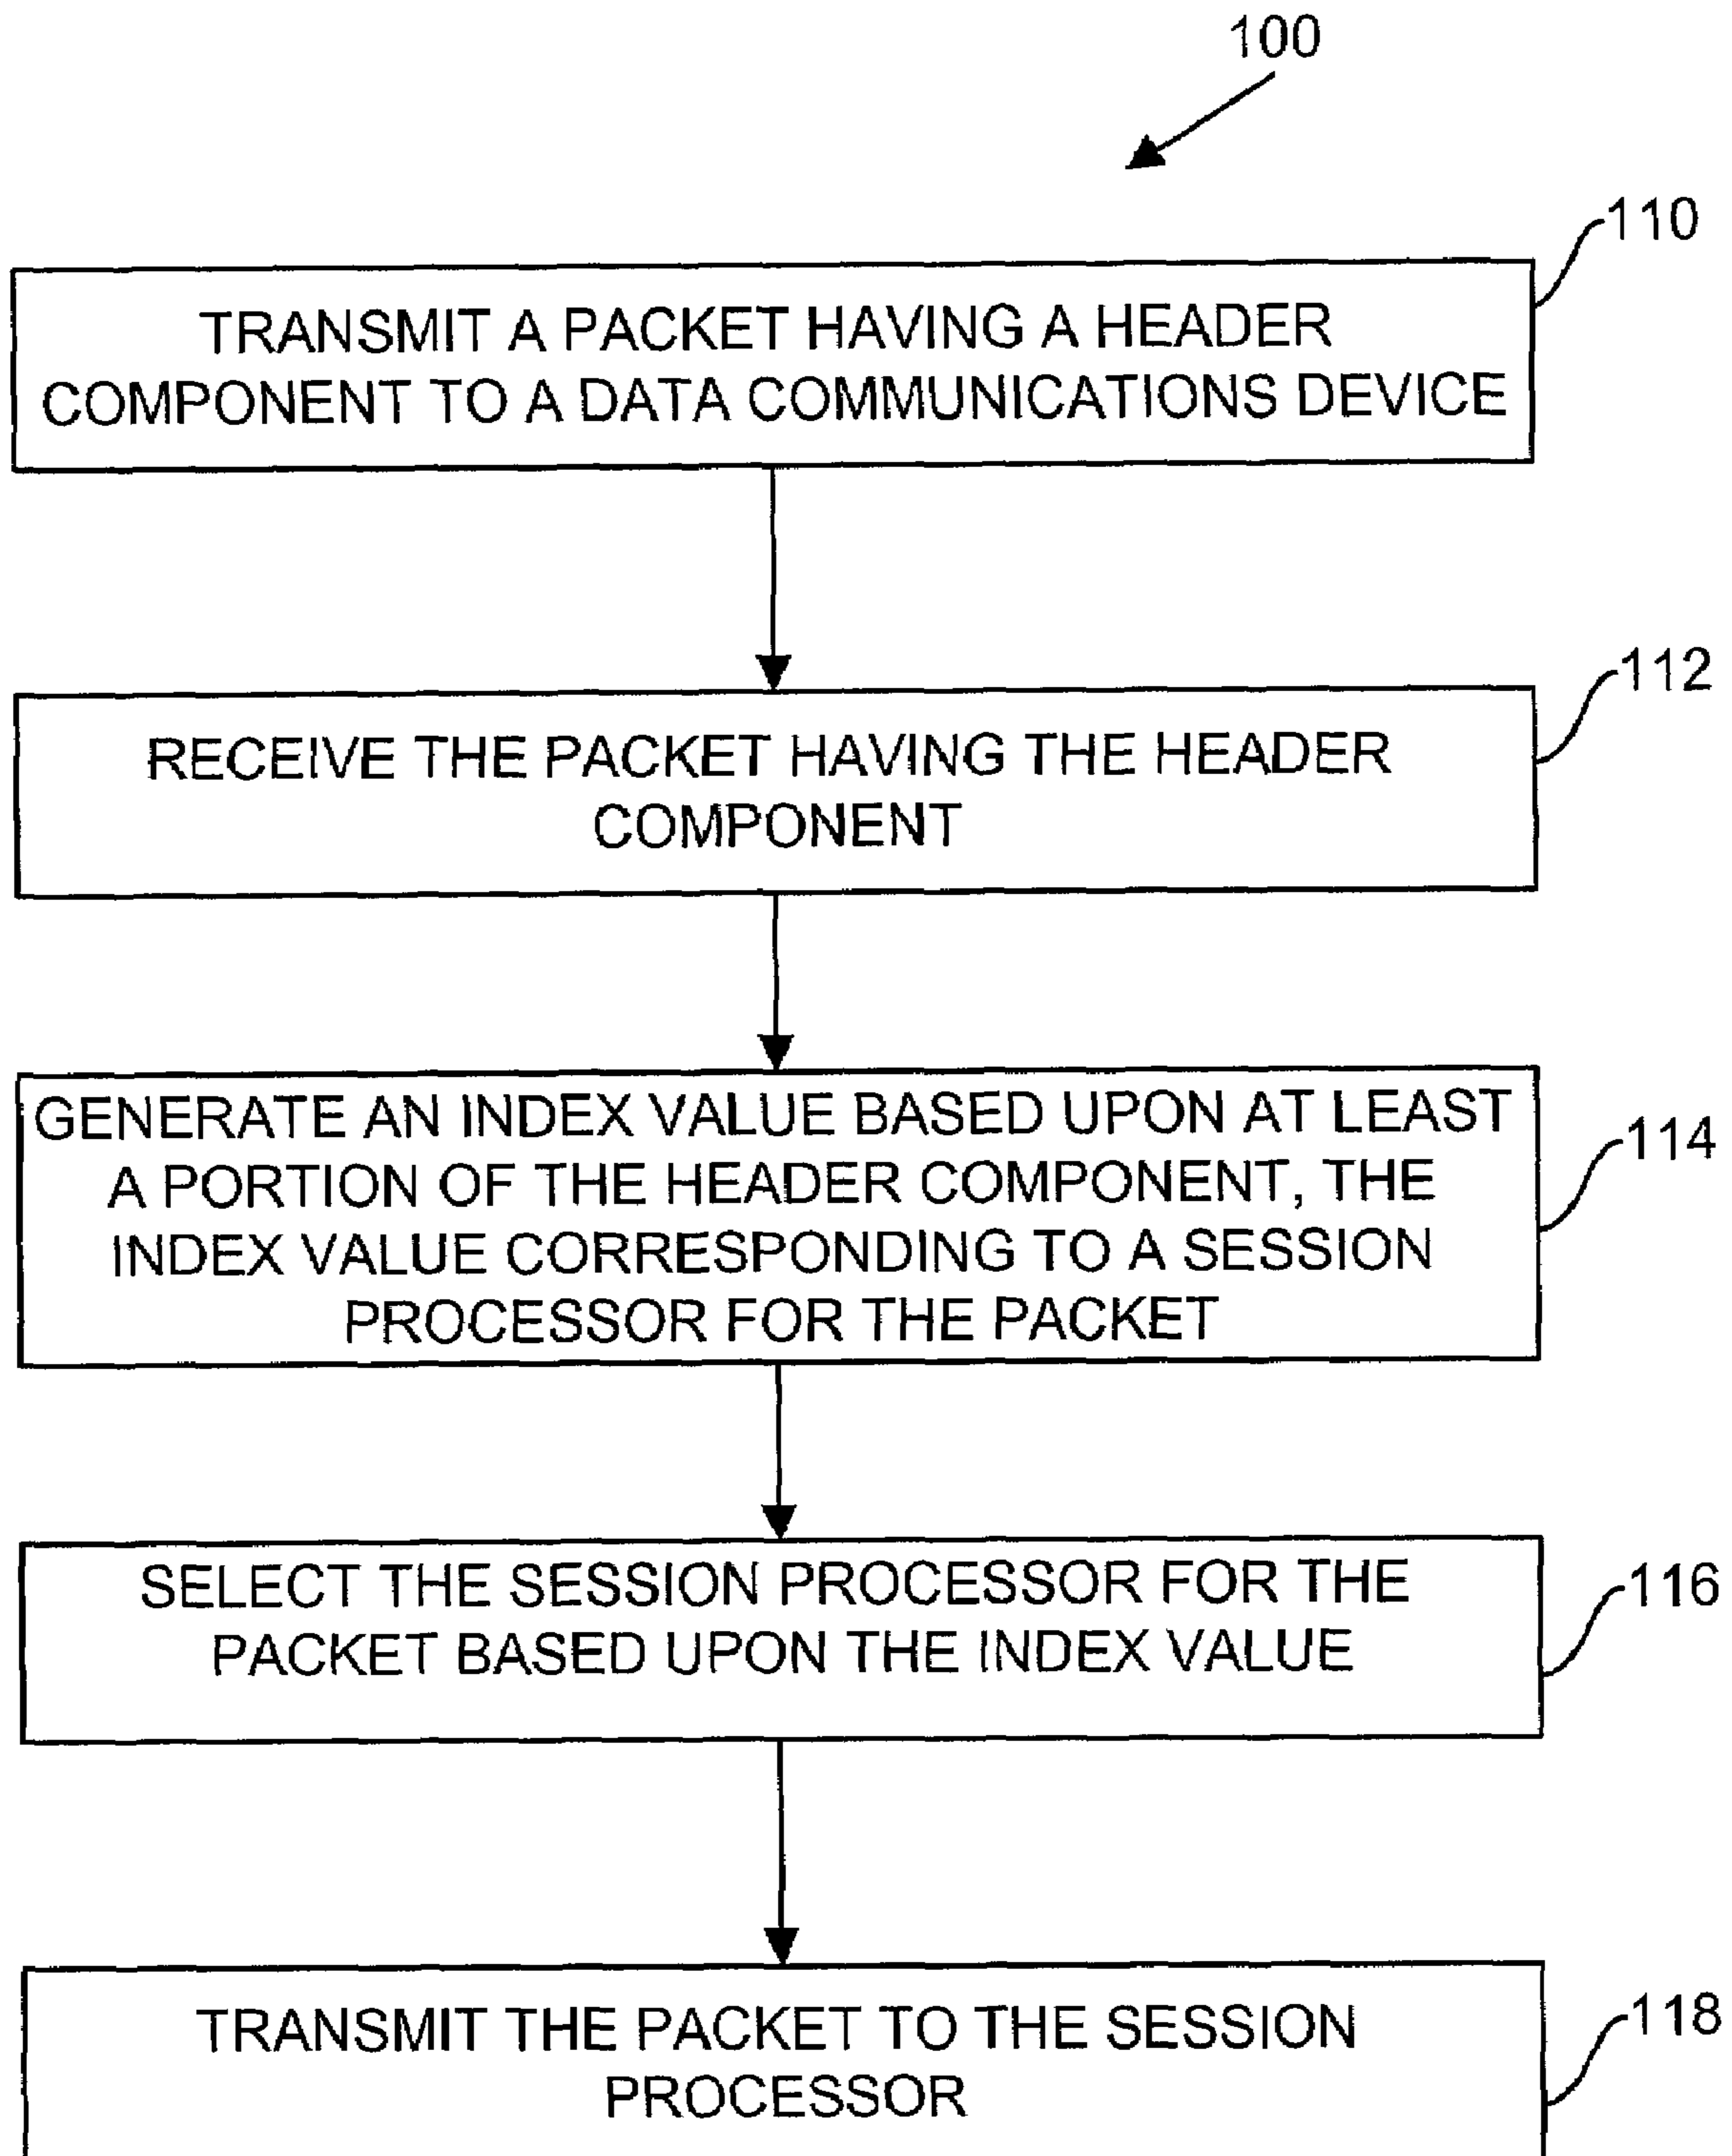 100
110
TRANSMIT A PACKET HAVING A HEADER
COMPONENT TO A DATA COMMUNICATIONS DEVICE
112
RECEIVE THE PACKET HAVING THE HEADER
COMPONENT
114
GENERATE AN INDEX VALUE BASED UPON AT LEAST
A PORTION OF THE HEADER COMPONENT, THE
INDEX VALUE CORRESPONDING TO A SESSION
PROCESSOR FOR THE PACKET
116
SELECT THE SESSION PROCESSOR FOR THE
PACKET BASED UPON THE INDEX VALUE
118
TRANSMIT THE PACKET TO THE SESSION
PROCESSOR